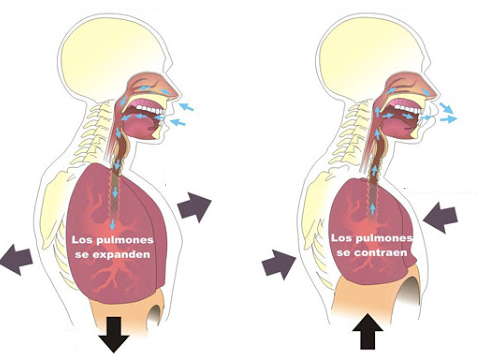 Los pulmones
se expanden
Los pulmones
se contraen